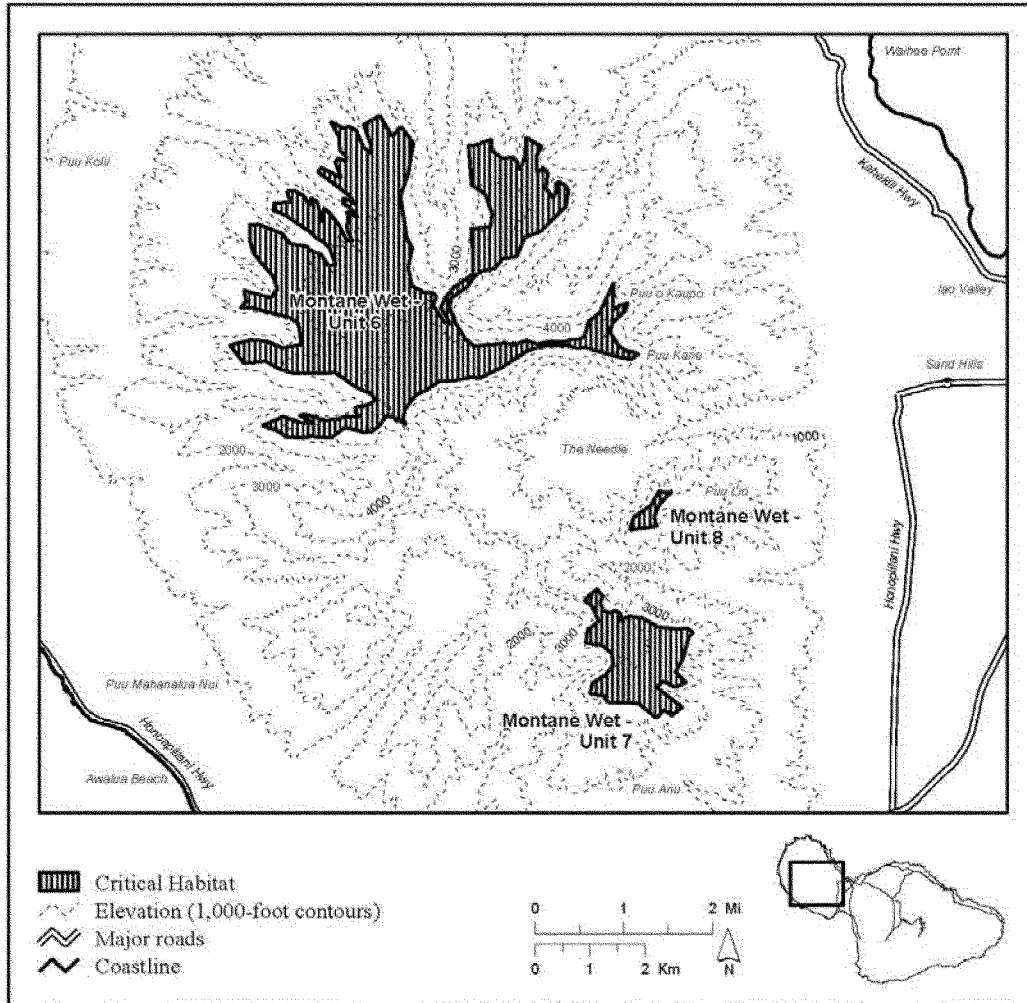 Waihee Point
Puu Kolii
Kahekili Hwy
3000
Iao Valley
Puu o Kaupo
Montane Wet -
Unit 6
4000
Puu Kane
Sand Hills
1000
2000
The Needle
3000
4000
Puu Lio
Montane Wet -
Unit 8
Honopiilani Hwy
2000
3000
2000
3000
Puu Mahanalua Nui
Montane Wet -
Unit 7
Honoapiilani Hwy
Awalua Beach
Puu Anu
Critical Habitat
Elevation (1,000-foot contours)
Major roads
Coastline
0 1 2 Mi
0 1 2 Km
N